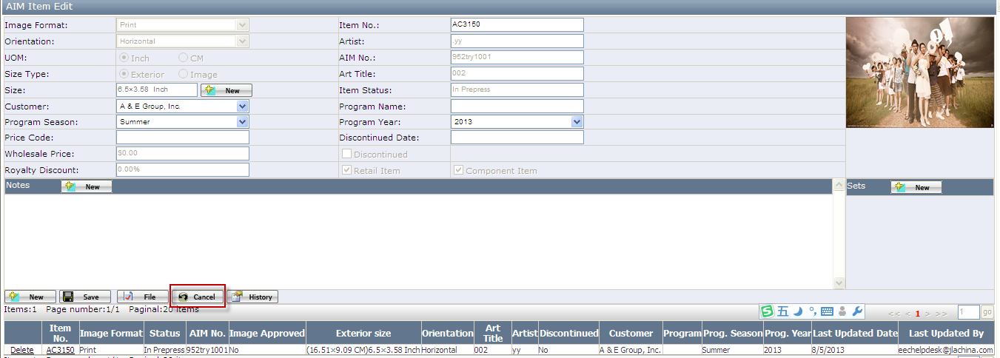 AIM Item Edit
Image Format: Print Item No.: AC3150
Orientation: Horizontal Artist: .yy
UOM: Inch CM AIM No.: 952try1001
Size Type: Exterior Image Art Title: 002
Size: 6.5×3.58 Inch New Item Status: In Prepress
Customer: A & E Group, Inc. Program Name:
Program Season: Summer Program Year: 2013
Price Code: Discontinued Date:
Wholesale Price: $0.00 Discontinued
Royalty Discount: 0.00% Retail Item Component Item
Notes New Sets New
New Save File Cancel History
Items:1 Page number:1/1 Paginal:20 items
五
<< < 1 > >> 1 go
Item No. Image Format Status AIM No. Image Approved Exterior size Orientation Art Title Artist Discontinued Customer Program Prog. Season Prog. Year Last Updated Date Last Updated By
Delete AC3150 Print In Prepress 952try1001 No (16.51×9.09 CM)6.5×3.58 Inch Horizontal 002 yy No A & E Group, Inc. Summer 2013 8/5/2013 eechelpdesk@jlachina.com